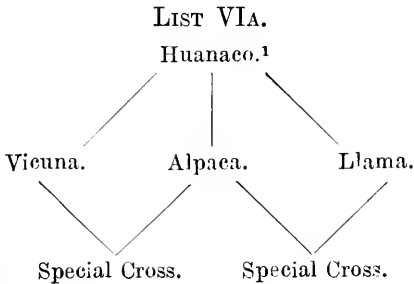 LIST VIA.
Huanaco.¹
Vicuna. Alpaca. Llama.
Special Cross. Special Cross.